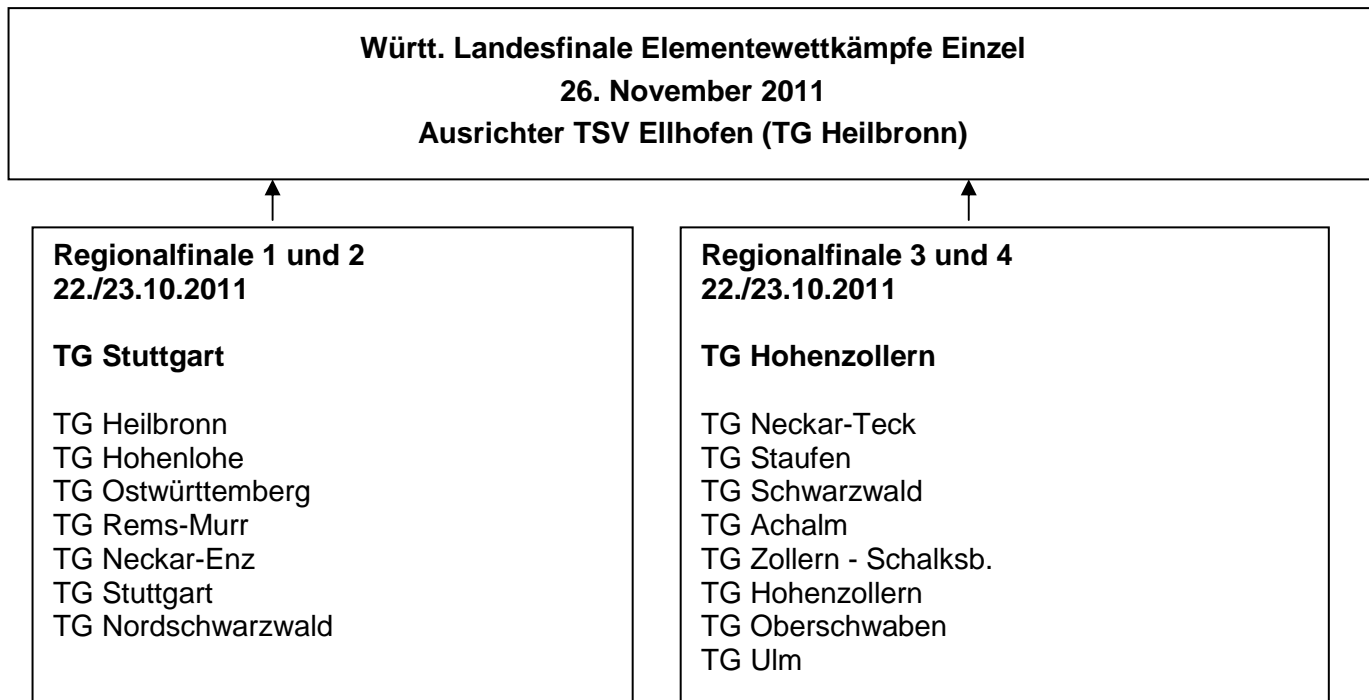 Württ. Landesfinale Elementewettkämpfe Einzel
26. November 2011
Ausrichter TSV Ellhofen (TG Heilbronn)
Regionalfinale 1 und 2
22./23.10.2011
TG Stuttgart
TG Heilbronn
TG Hohenlohe
TG Ostwürttemberg
TG Rems-Murr
TG Neckar-Enz
TG Stuttgart
TG Nordschwarzwald
Regionalfinale 3 und 4
22./23.10.2011
TG Hohenzollern
TG Neckar-Teck
TG Staufen
TG Schwarzwald
TG Achalm
TG Zollern - Schalksb.
TG Hohenzollern
TG Oberschwaben
TG Ulm